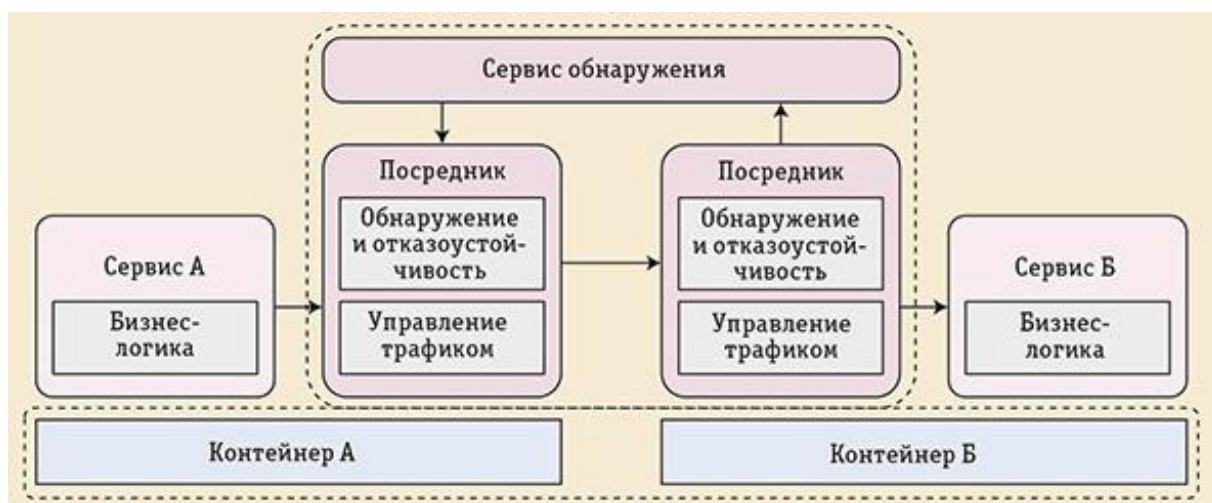 Сервис обнаружения
Посредник
Обнаружение
и отказоустой-
чивость
Управление
трафиком
Посредник
Обнаружение
и отказоустой-
чивость
Управление
трафиком
Сервис А
Бизнес-
логика
Сервис Б
Бизнес-
логика
Контейнер А
Контейнер Б